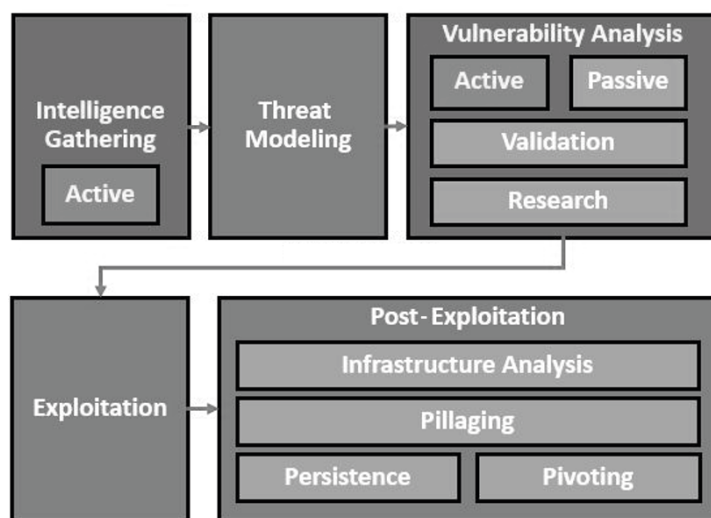 Intelligence
Gathering
Active
Threat
Modeling
Vulnerability Analysis
Active
Passive
Validation
Research
Exploitation
Post-Exploitation
Infrastructure Analysis
Pillaging
Persistence
Pivoting